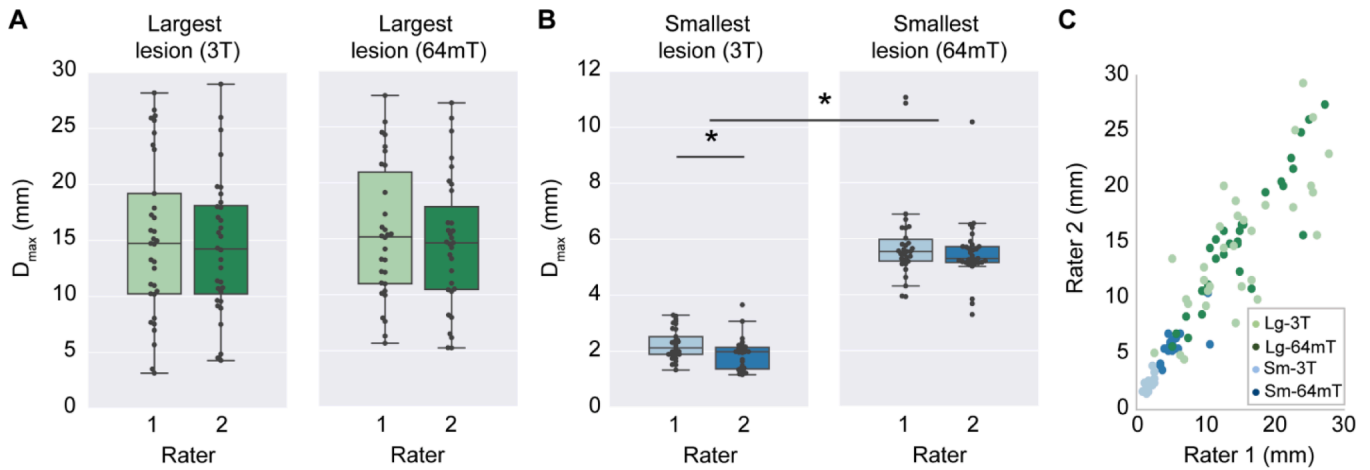 A
Largest
lesion (3T)
Largest
lesion (64mT)
D_max (mm)
30
25
20
15
10
5
0
1 2
Rater
1 2
Rater
B
Smallest
lesion (3T)
Smallest
lesion (64mT)
D_max (mm)
12
10
8
6
4
2
0
*
*
1 2
Rater
1 2
Rater
C
Rater 2 (mm)
30
25
20
15
10
5
0
Lg-3T
Lg-64mT
Sm-3T
Sm-64mT
0 10 20 30
Rater 1 (mm)